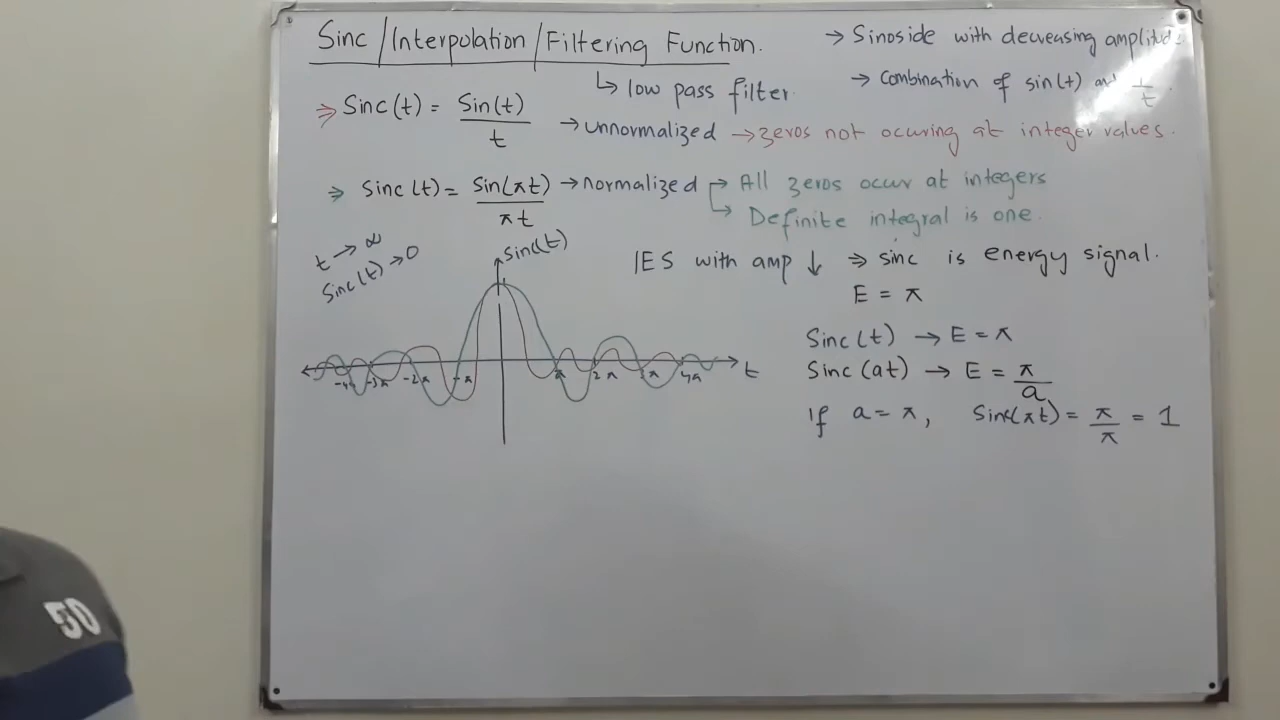 Sinc/Interpolation/Filtering Function.
↳ low pass filter
→ Sinoside with decreasing amplitude
→ Combination of sin(t) and 1/t.
⇒ Sinc(t) = Sin(t)/t → unnormalized → zeros not occuring at integer values.
⇒ Sinc(t) = Sin(πt)/πt → normalized → All zeros occur at integers
↳ Definite integral is one.
t → ∞
Sinc(t) → 0
sinc(t)
-4π -3π -2π -π π 2π 3π 4π t
IES with amp ↓ ⇒ sinc is energy signal.
E = π
Sinc(t) → E = π
Sinc(at) → E = π/a
If a = π, Sinc(πt) = π/π = 1
50